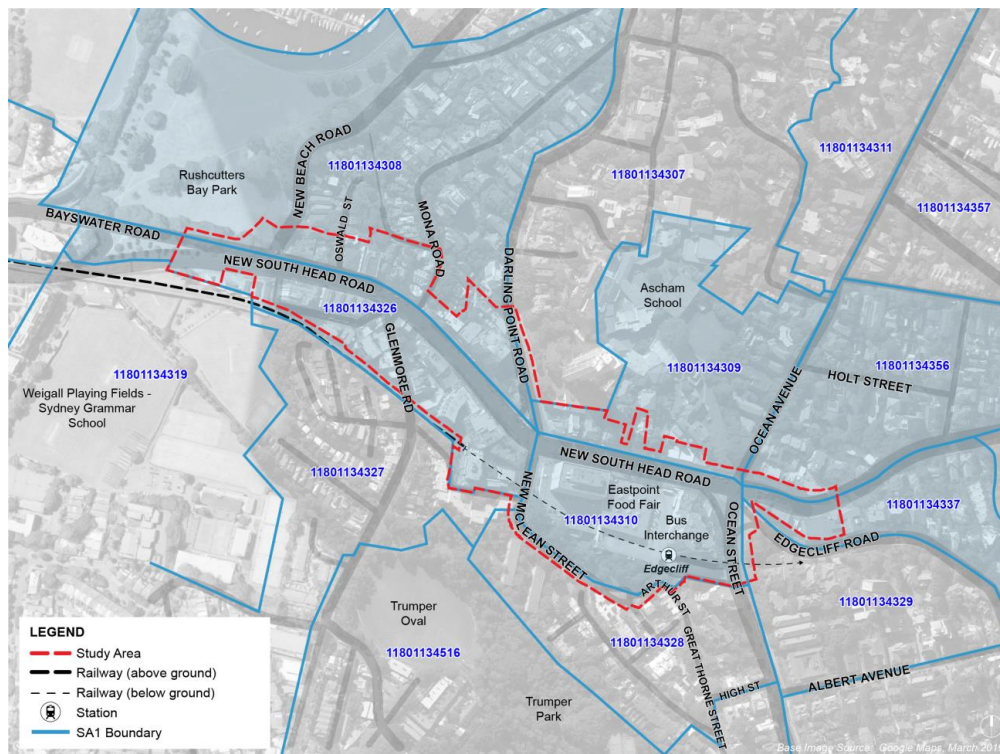 NEW BEACH ROAD
11801134308
Rushcutters
Bay Park
OSWALD ST
MONA ROAD
11801134307
11801134311
11801134357
BAYSWATER ROAD
NEW SOUTH HEAD ROAD
DARLING POINT ROAD
11801134326
GLENMORE RD
Ascham
School
11801134309
11801134356
HOLT STREET
OCEAN AVENUE
11801134319
Weigall Playing Fields -
Sydney Grammar
School
11801134327
NEW SOUTH HEAD ROAD
NEW MCLEAN STREET
Eastpoint
Food Fair
11801134310
Bus
Interchange
Edgecliff
OCEAN STREET
11801134337
EDGECLIFF ROAD
ARTHUR ST
11801134329
Trumper
Oval
11801134516
11801134328
GREAT THORNE STREET
HIGH ST
ALBERT AVENUE
Trumper
Park
LEGEND
Study Area
Railway (above ground)
Railway (below ground)
Station
SA1 Boundary
Base Image Source: Google Maps, March